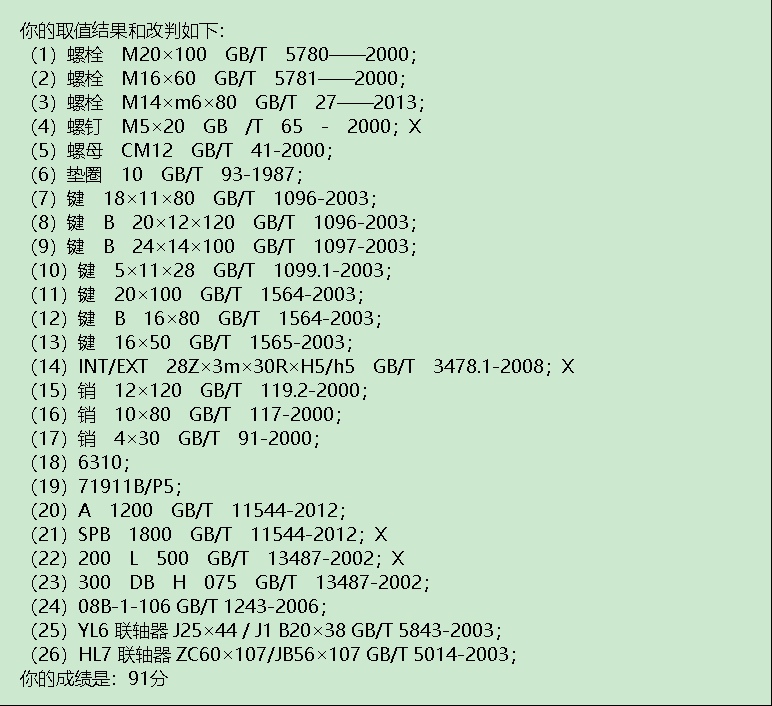 你的取值结果和改判如下：
（1）螺栓 M20×100 GB/T 5780——2000；
（2）螺栓 M16×60 GB/T 5781——2000；
（3）螺栓 M14×m6×80 GB/T 27——2013；
（4）螺钉 M5×20 GB /T 65 - 2000；X
（5）螺母 CM12 GB/T 41-2000；
（6）垫圈 10 GB/T 93-1987；
（7）键 18×11×80 GB/T 1096-2003；
（8）键 B 20×12×120 GB/T 1096-2003；
（9）键 B 24×14×100 GB/T 1097-2003；
（10）键 5×11×28 GB/T 1099.1-2003；
（11）键 20×100 GB/T 1564-2003；
（12）键 B 16×80 GB/T 1564-2003；
（13）键 16×50 GB/T 1565-2003；
（14）INT/EXT 28Z×3m×30R×H5/h5 GB/T 3478.1-2008；X
（15）销 12×120 GB/T 119.2-2000；
（16）销 10×80 GB/T 117-2000；
（17）销 4×30 GB/T 91-2000；
（18）6310；
（19）71911B/P5；
（20）A 1200 GB/T 11544-2012；
（21）SPB 1800 GB/T 11544-2012；X
（22）200 L 500 GB/T 13487-2002；X
（23）300 DB H 075 GB/T 13487-2002；
（24）08B-1-106 GB/T 1243-2006；
（25）YL6 联轴器 J25×44 / J1 B20×38 GB/T 5843-2003；
（26）HL7 联轴器 ZC60×107/JB56×107 GB/T 5014-2003；
你的成绩是：91分